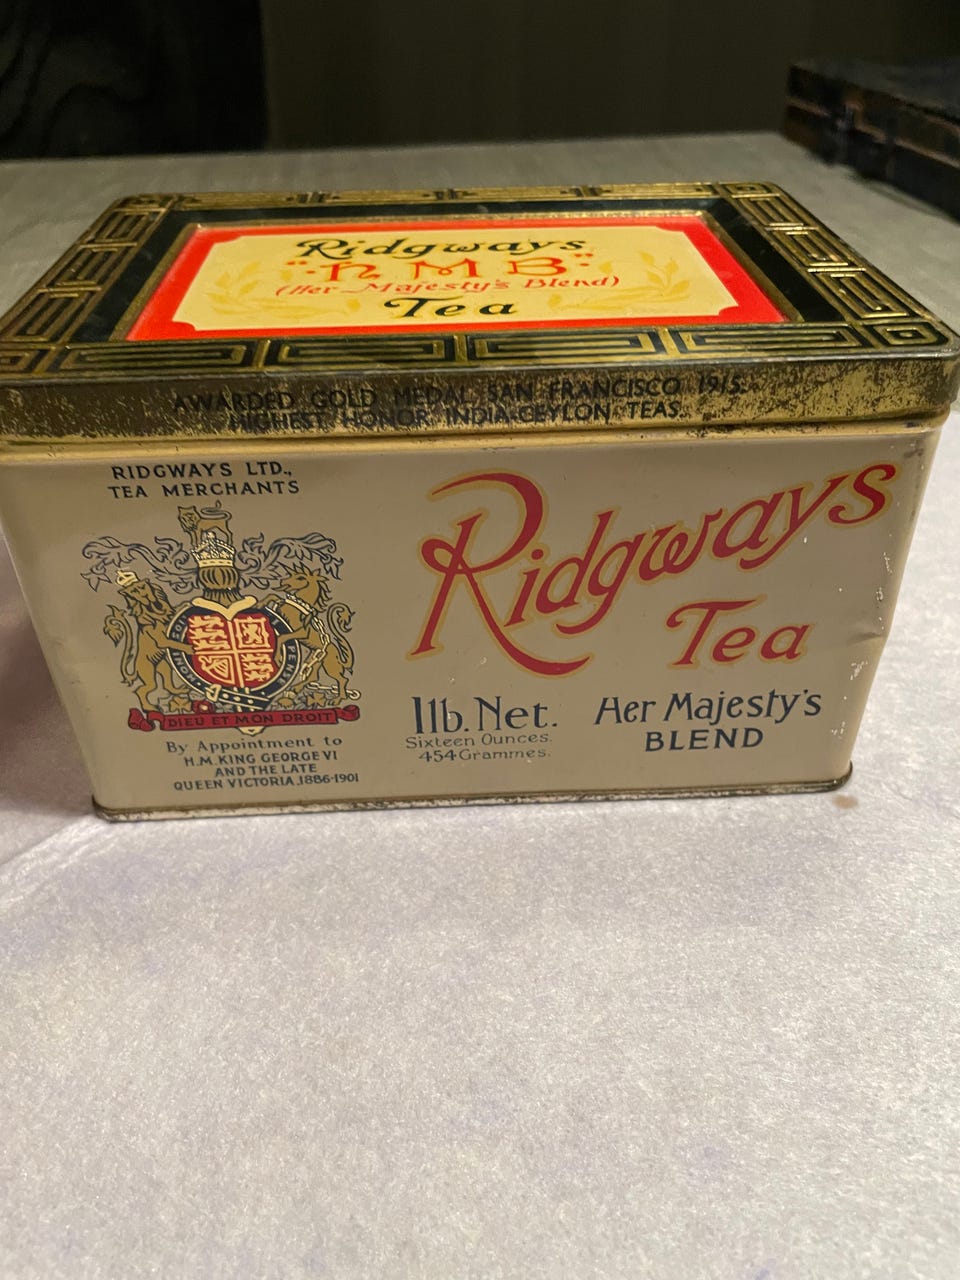 Ridgways
"H. M. B."
(Her Majesty's Blend)
Tea
AWARDED GOLD MEDAL, SAN FRANCISCO 1915.
HIGHEST HONOR INDIA-CEYLON TEAS.
RIDGWAYS LTD.,
TEA MERCHANTS
DIEU ET MON DROIT
By Appointment to
H.M. KING GEORGE VI
AND THE LATE
QUEEN VICTORIA, 1886-1901
Ridgways
Tea
1lb. Net.
Sixteen Ounces.
454 Grammes.
Her Majesty's
BLEND